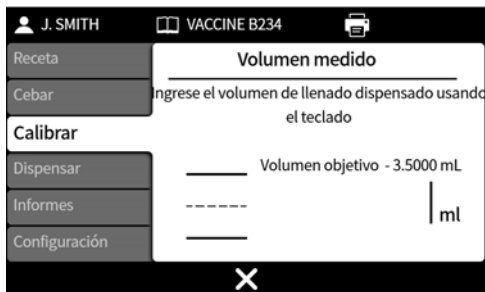 J. SMITH
VACCINE B234
Receta
Cebar
Calibrar
Dispensar
Informes
Configuración
Volumen medido
Ingrese el volumen de llenado dispensado usando
el teclado
Volumen objetivo - 3.5000 mL
ml